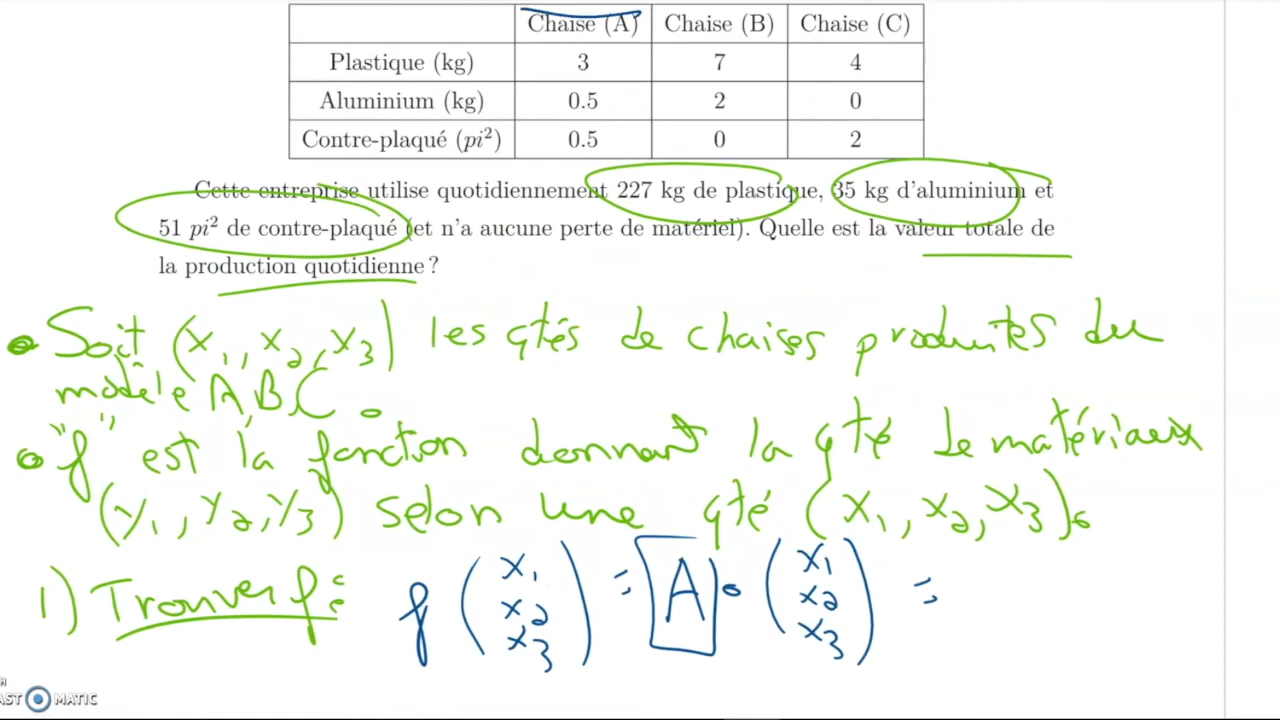 Chaise (A) Chaise (B) Chaise (C)
Plastique (kg) 3 7 4
Aluminium (kg) 0.5 2 0
Contre-plaqué (pi²) 0.5 0 2
Cette entreprise utilise quotidiennement 227 kg de plastique, 35 kg d'aluminium et
51 pi² de contre-plaqué (et n'a aucune perte de matériel). Quelle est la valeur totale de
la production quotidienne ?
• Soit (x₁, x₂, x₃) les qtés de chaises produites du
modèle A, B, C.
• "f" est la fonction donnant la qté de matériaux
(y₁, y₂, y₃) selon une qté (x₁, x₂, x₃).
1) Trouver f: f (x₁ x₂ x₃) = A · (x₁ x₂ x₃) =
AST MATIC